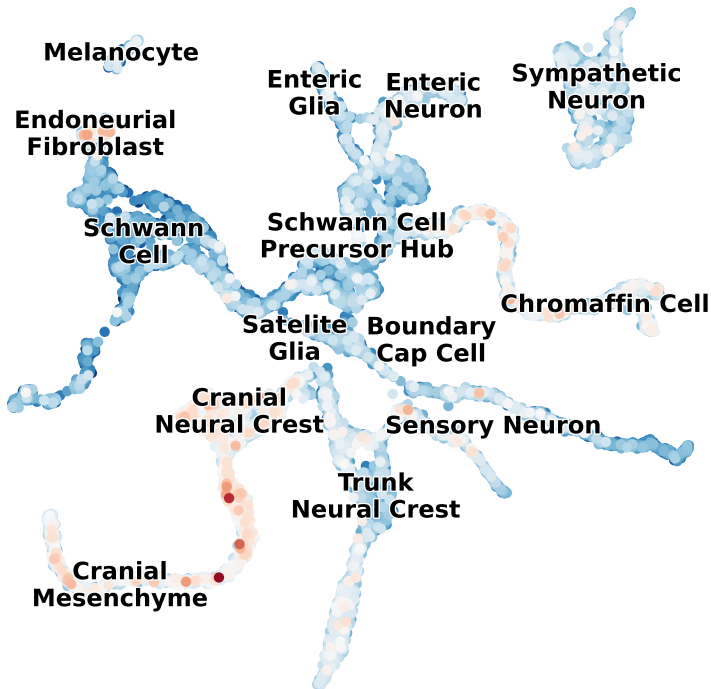 Melanocyte
Enteric
Glia
Enteric
Neuron
Sympathetic
Neuron
Endoneurial
Fibroblast
Schwann
Cell
Schwann Cell
Precursor Hub
Chromaffin Cell
Satelite
Glia
Boundary
Cap Cell
Cranial
Neural Crest
Sensory Neuron
Trunk
Neural Crest
Cranial
Mesenchyme